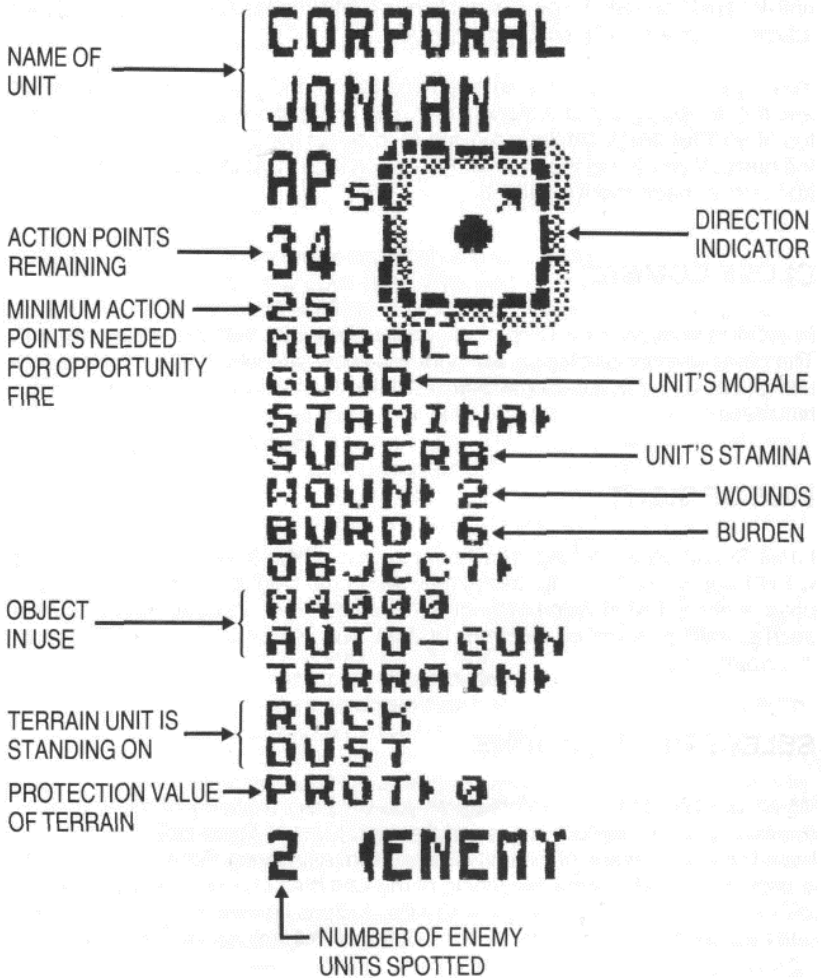 CORPORAL
NAME OF
UNIT
JONLAN
AP
DIRECTION
INDICATOR
ACTION POINTS
REMAINING
34
MINIMUM ACTION
POINTS NEEDED
FOR OPPORTUNITY
FIRE
25
MORALE
GOOD
UNIT'S MORALE
STAMINA
SUPERB
UNIT'S STAMINA
WOUN 2
WOUNDS
BURD 6
BURDEN
OBJECT
OBJECT
IN USE
M4000
AUTO-GUN
TERRAIN
TERRAIN UNIT IS
STANDING ON
ROCK
DUST
PROTECTION VALUE
OF TERRAIN
PROT 0
2 ENEMY
NUMBER OF ENEMY
UNITS SPOTTED